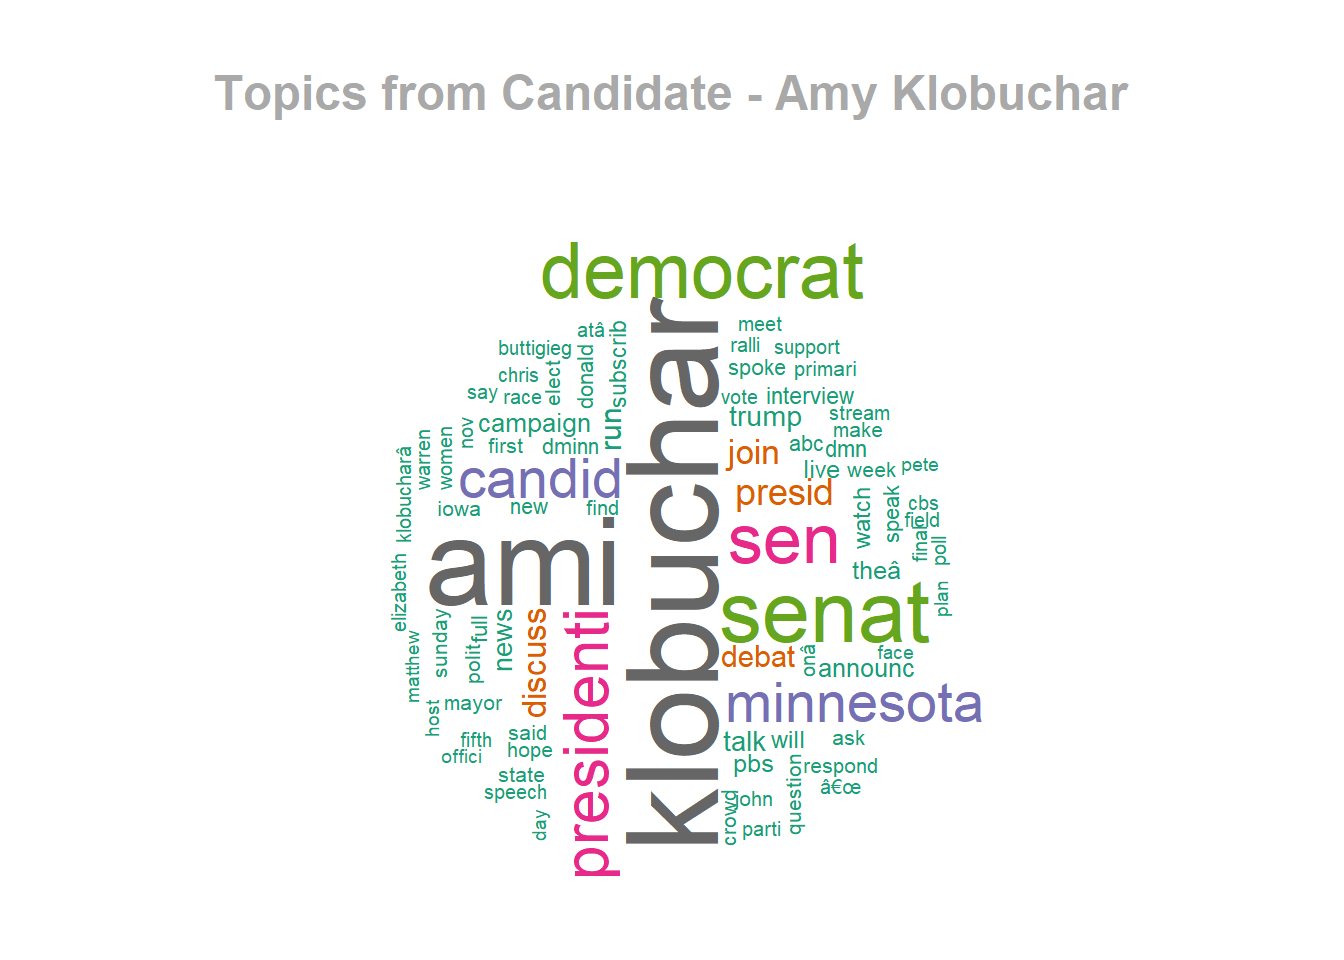 Topics from Candidate - Amy Klobuchar
democrat
klobuchar
atâ
subscrib
meet
buttigieg
donald
ralli
support
chris
elect
spoke
primari
say
race
vote
interview
nov
campaign
run
trump
stream
make
first
dminn
join
abc
dmn
warren
women
klobucharâ
candid
presid
live
week
pete
iowa
new
find
watch
speak
cbs
field
final
poll
ami
sen
theâ
elizabeth
plan
senat
matthew
sunday
polit
full
news
discuss
presidenti
debat
onâ
face
announc
host
mayor
minnesota
fifth
said
talk
will
ask
offici
hope
pbs
respond
state
question
â€œ
speech
crowd
john
day
parti